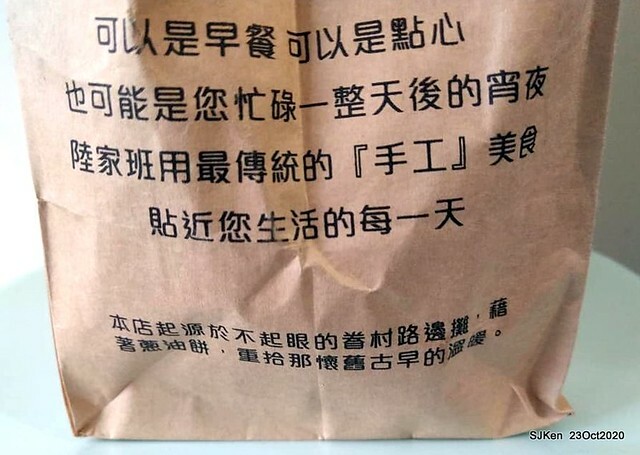 可以是早餐可以是點心
也可能是您忙碌一整天後的宵夜
陸家班用最傳統的『手工』美食
貼近您生活的每一天
本店起源於不起眼的眷村路邊攤，藉
著蔥油餅，重拾那懷舊古早的溫暖。
SJKen 23Oct2020